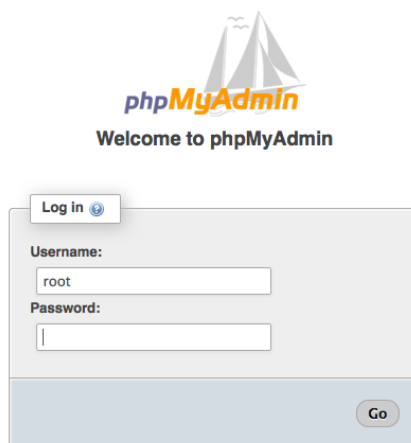 phpMyAdmin
Welcome to phpMyAdmin
Log in
Username:
root
Password:
Go